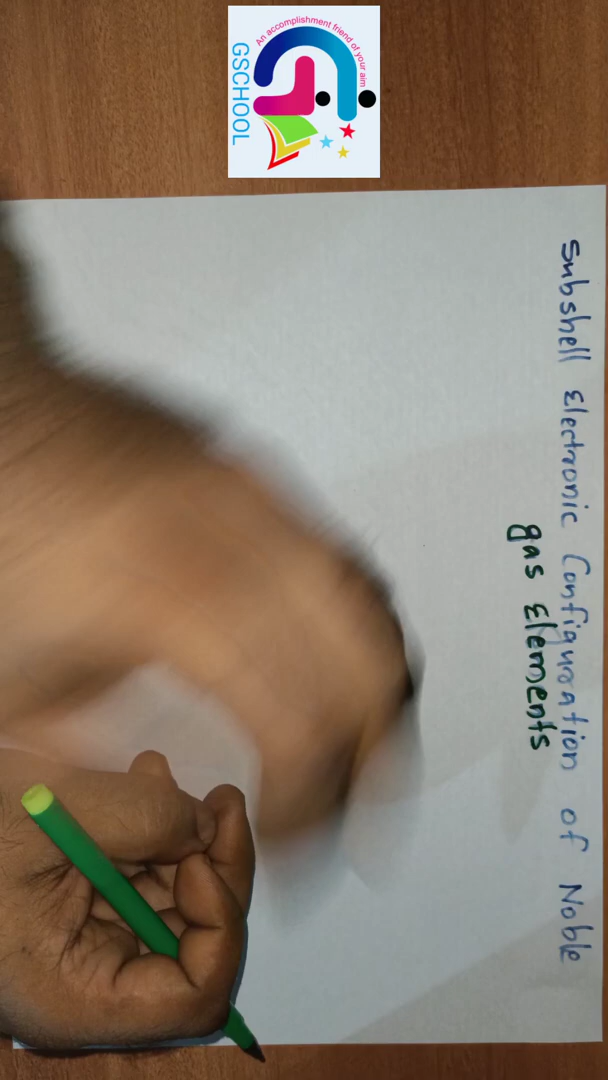 An accomplishment friend of your aim
GSCHOOL
Subshell Electronic Configuration of Noble
gas Elements